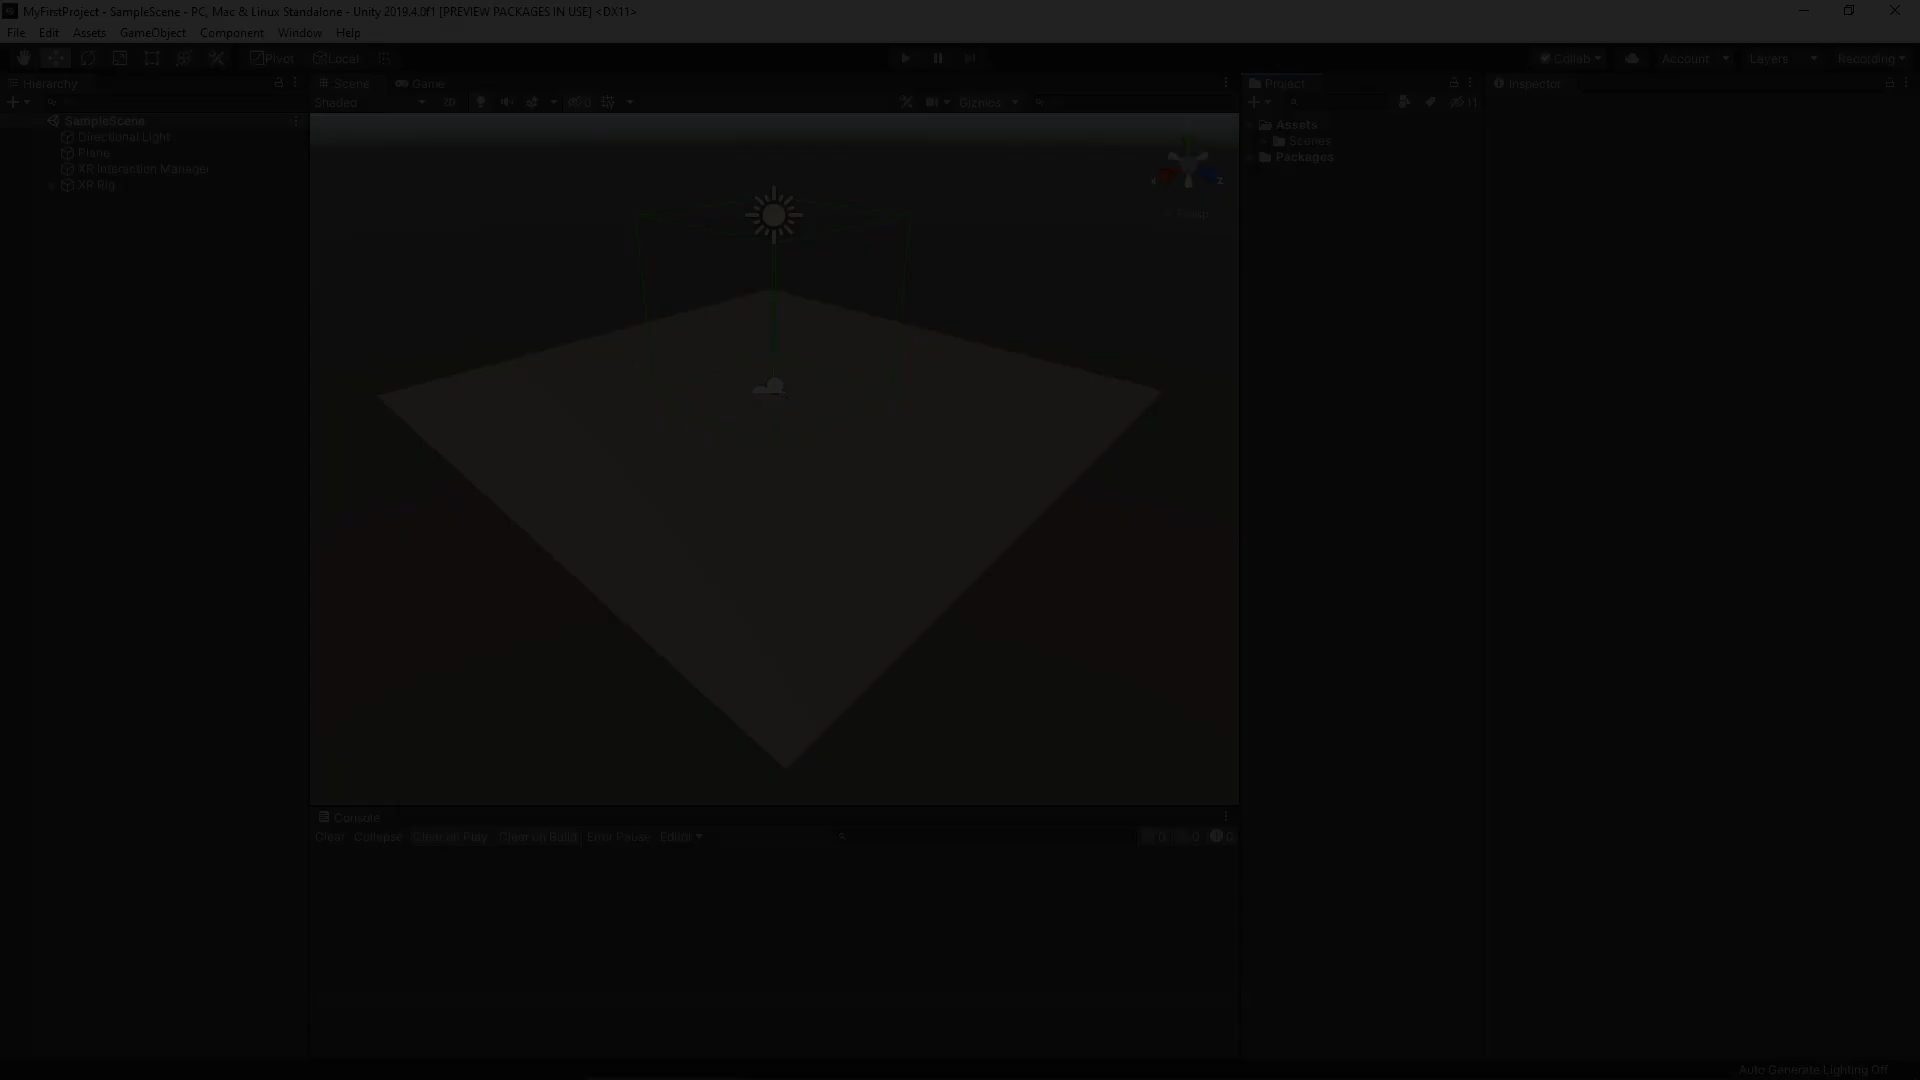 MyFirstProject - SampleScene - PC, Mac & Linux Standalone - Unity 2019.4.9f1 [PREVIEW PACKAGES IN USE] <DX11>
File Edit Assets GameObject Component Window Help
Pivot Local Collab Account Layers Recording
Hierarchy Scene Game Project Inspector
Shaded 2D 0 Gizmos 11
SampleScene
Directional Light
Plane
XR Interaction Manager
XR Rig
Assets
Scenes
Packages
x z
Persp
Console
Clear Collapse Clear on Play Clear on Build Error Pause Editor 0 0 0
Auto Generate Lighting Off